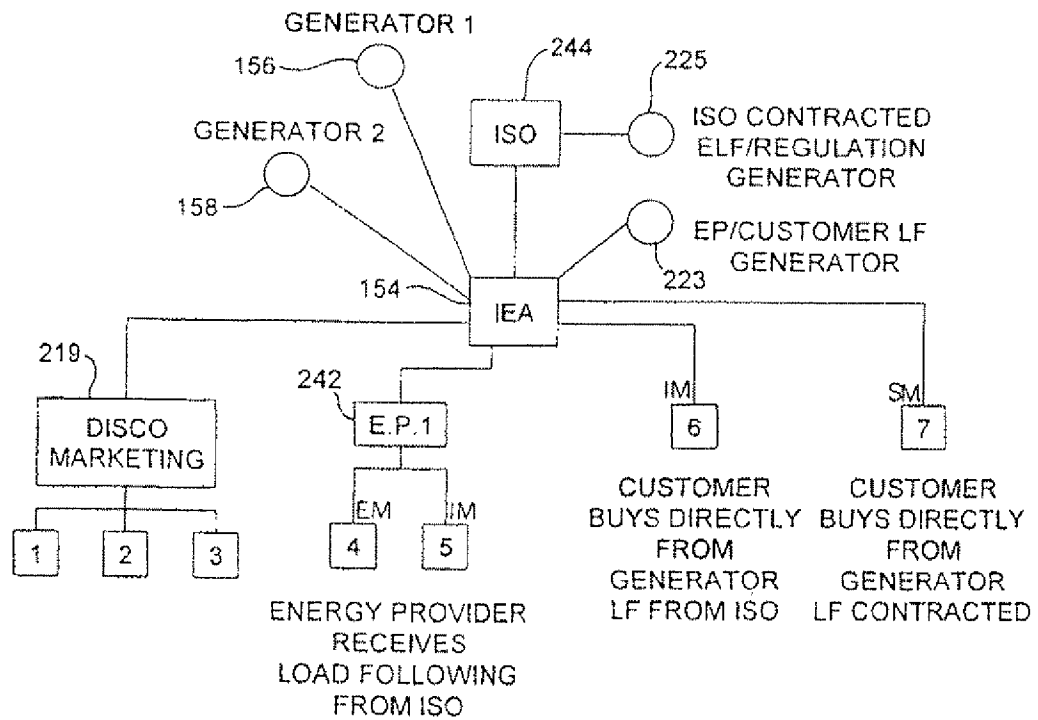 GENERATOR 1
156
244
225
ISO
ISO CONTRACTED
ELF/REGULATION
GENERATOR
GENERATOR 2
158
EP/CUSTOMER LF
GENERATOR
223
154
IEA
219
DISCO
MARKETING
242
E.P.1
IM
6
SM
7
1
2
3
EM
4
IM
5
ENERGY PROVIDER
RECEIVES
LOAD FOLLOWING
FROM ISO
CUSTOMER
BUYS DIRECTLY
FROM
GENERATOR
LF FROM ISO
CUSTOMER
BUYS DIRECTLY
FROM
GENERATOR
LF CONTRACTED